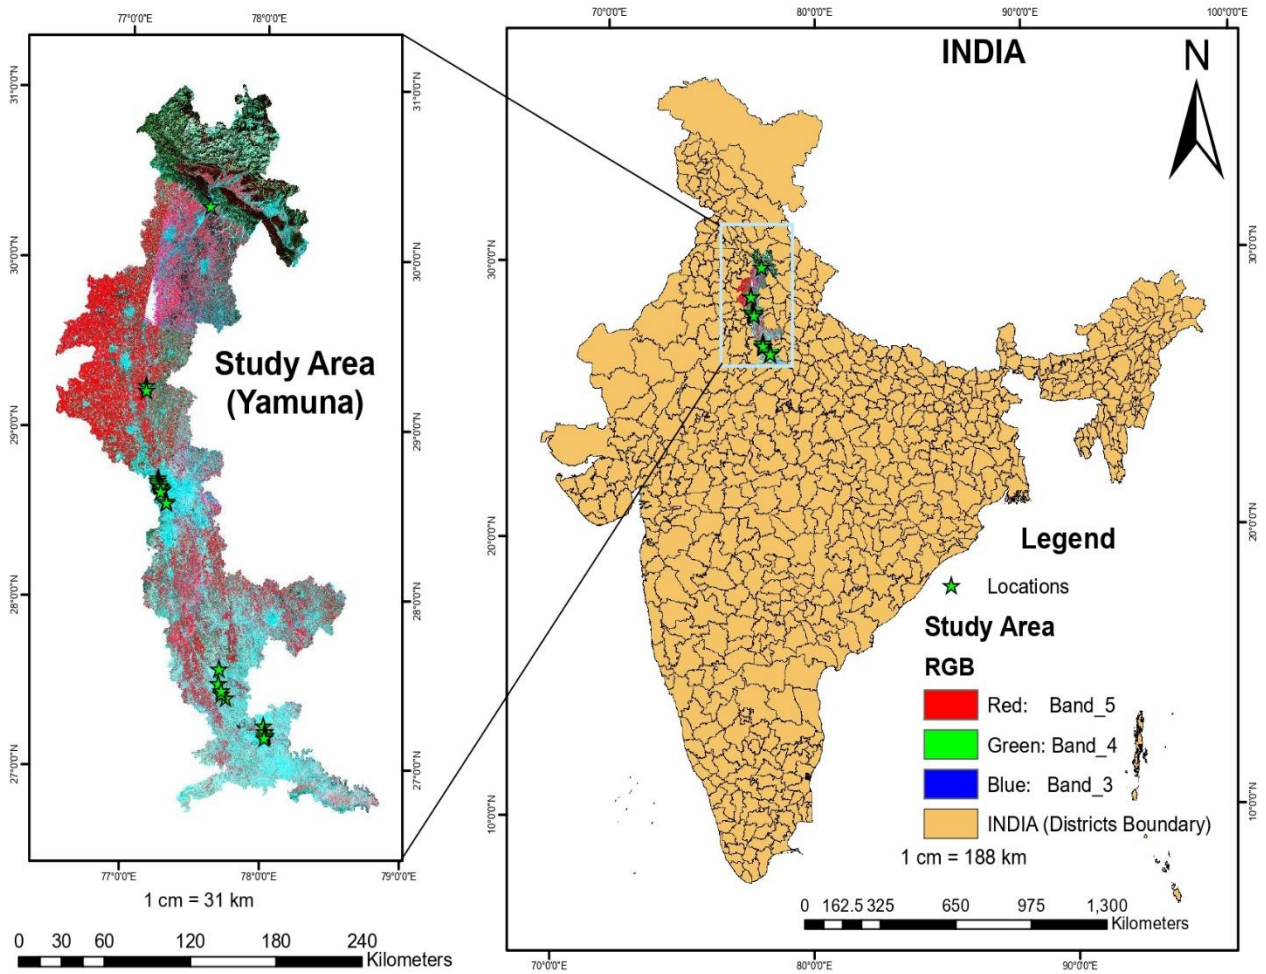 77°0'0"E 78°0'0"E
31°0'0"N 31°0'0"N
30°0'0"N 30°0'0"N
Study Area
(Yamuna)
29°0'0"N 29°0'0"N
28°0'0"N 28°0'0"N
27°0'0"N 27°0'0"N
77°0'0"E 78°0'0"E 79°0'0"E
1 cm = 31 km
0 30 60 120 180 240
Kilometers
70°0'0"E 80°0'0"E 90°0'0"E 100°0'0"E
INDIA
N
30°0'0"N 30°0'0"N
20°0'0"N 20°0'0"N
10°0'0"N 10°0'0"N
Legend
Locations
Study Area
RGB
Red: Band_5
Green: Band_4
Blue: Band_3
INDIA (Districts Boundary)
1 cm = 188 km
0 162.5 325 650 975 1,300
Kilometers
70°0'0"E 80°0'0"E 90°0'0"E